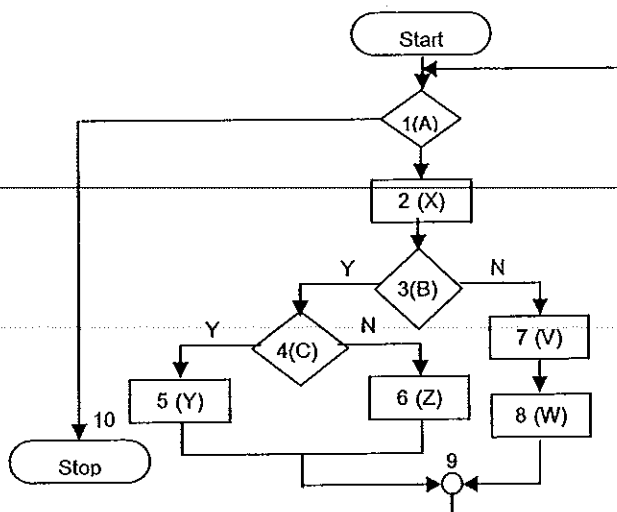 Start
1(A)
2 (X)
Y
N
3(B)
Y
N
4(C)
7 (V)
5 (Y)
6 (Z)
8 (W)
10
Stop
9